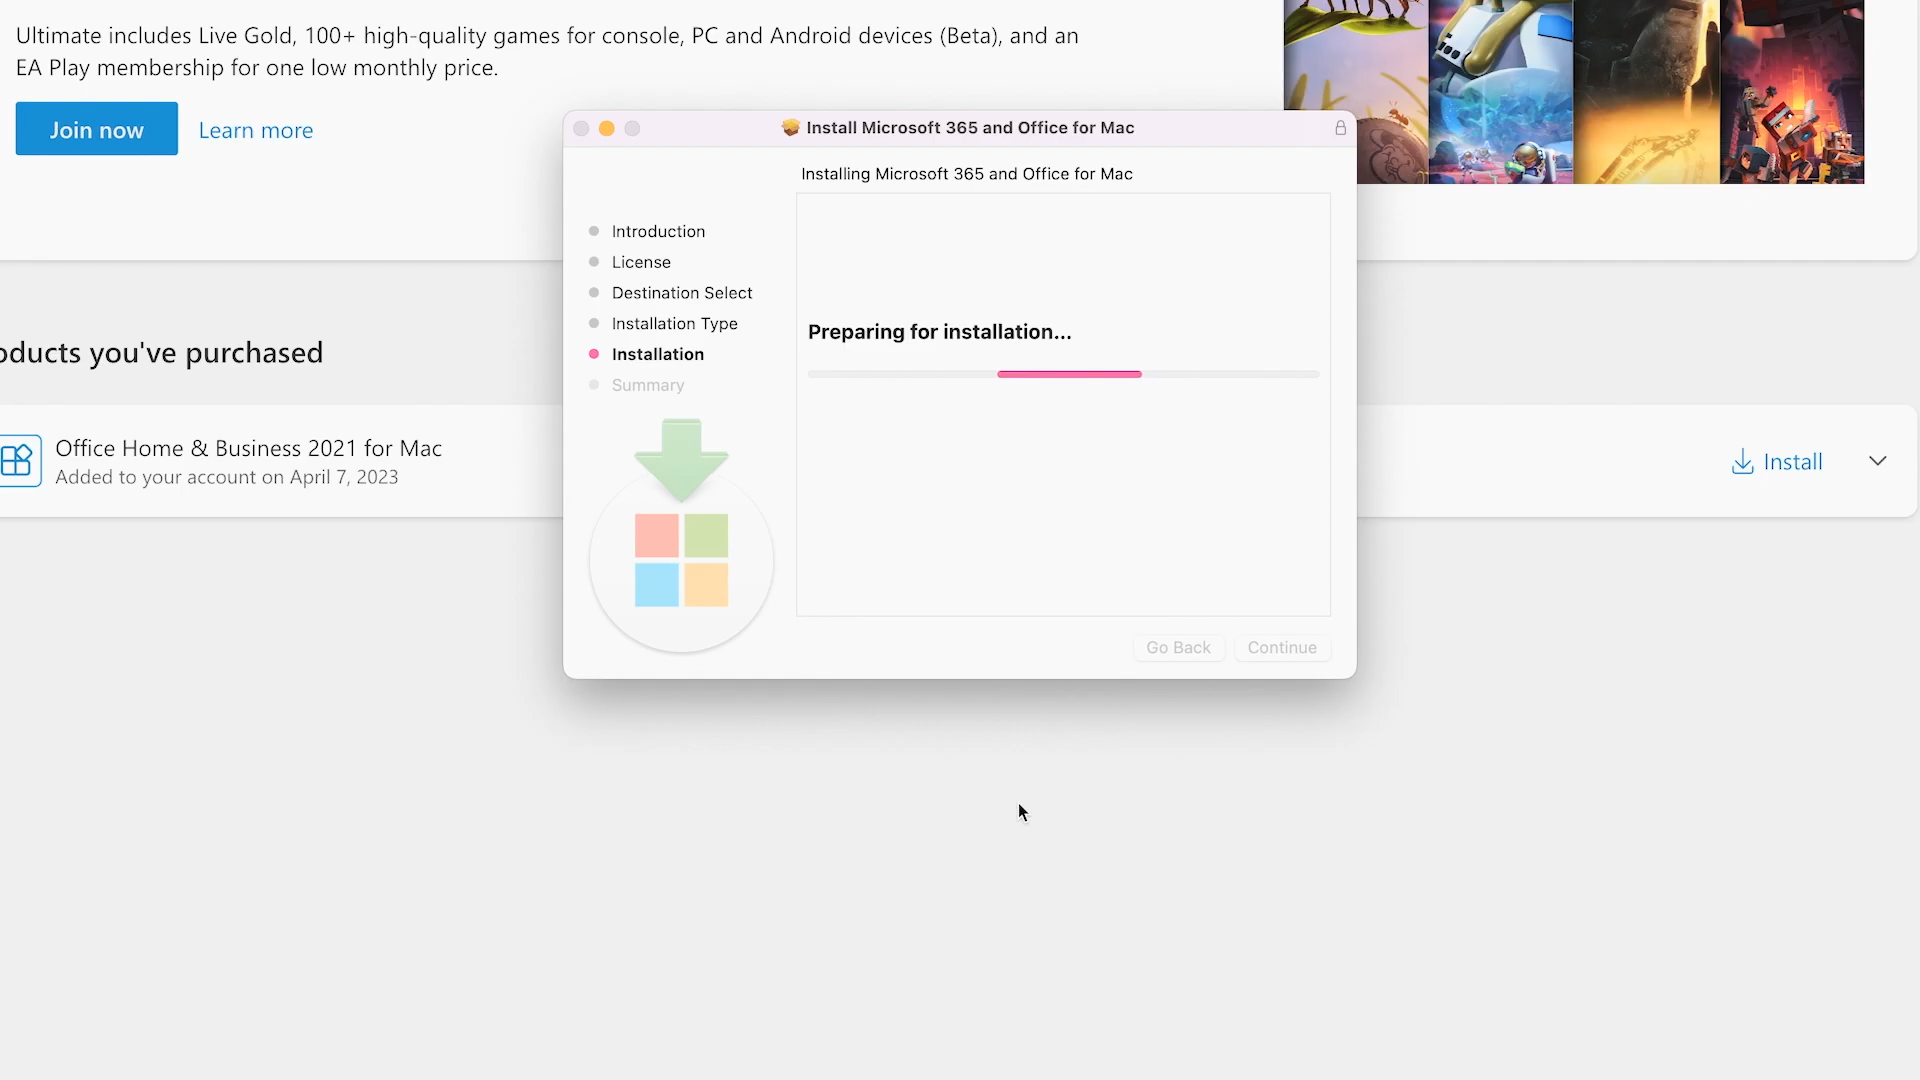 Ultimate includes Live Gold, 100+ high-quality games for console, PC and Android devices (Beta), and an
EA Play membership for one low monthly price.
Join now
Learn more
Install Microsoft 365 and Office for Mac
Installing Microsoft 365 and Office for Mac
Introduction
License
Destination Select
Installation Type
Installation
Summary
Preparing for installation...
Go Back
Continue
oducts you've purchased
Office Home & Business 2021 for Mac
Added to your account on April 7, 2023
Install